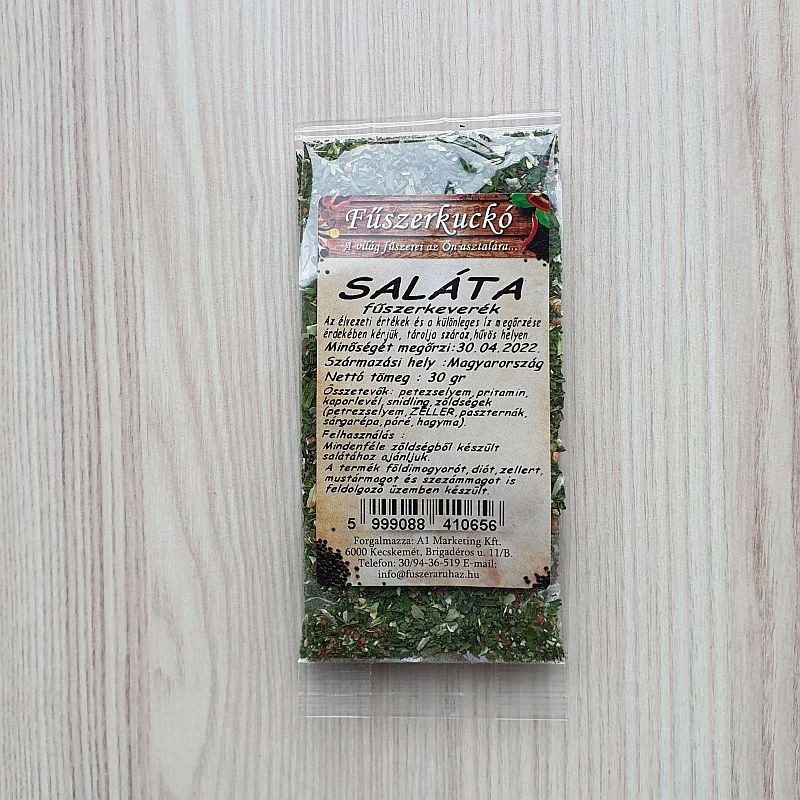 Fűszerkuckó
A világ fűszerei az Ön asztalára...
SALÁTA
fűszerkeverék
Az élvezeti értékek és a különleges íz megőrzése
érdekében kérjük, tárolja száraz,hűvös helyen.
Minőségét megőrzi:30.04.2022.
Származási hely :Magyarország
Nettó tömeg : 30 gr
Összetevők: petezselyem,pritamin,
kaporlevél,snidling,zöldségek
(petrezselyem,ZELLER,paszternák,
sárgarépa,póré,hagyma).
Felhasználás :
Mindenféle zöldségből készült
salátához ajánljuk.
A termék földimogyorót,diót,zellert,
mustármagot és szezámmagot is
feldolgozó üzemben készült.
5 999088 410656
Forgalmazza: A1 Marketing Kft.
6000 Kecskemét, Brigadéros u. 11/B.
Telefon: 30/94-36-519 E-mail:
info@fuszeraruhaz.hu